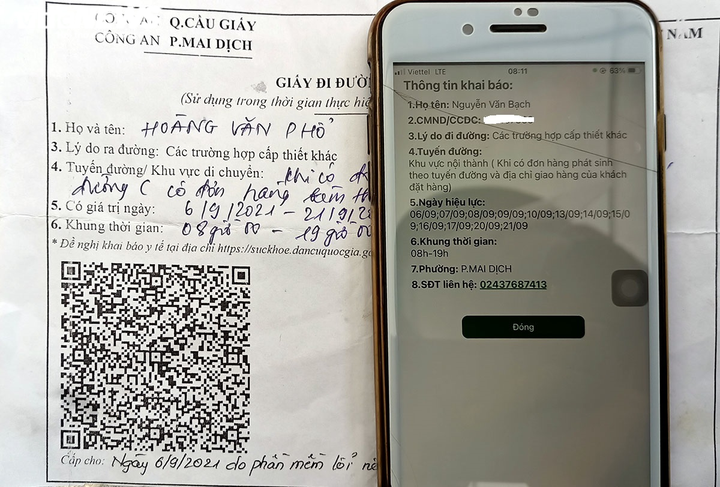 Q.CẦU GIẤY
CÔNG AN P.MAI DỊCH
NAM
GIẤY ĐI ĐƯỜ
(Sử dụng trong thời gian thực hiệ
1. Họ và tên: HOÀNG VĂN PHỔ
3. Lý do ra đường: Các trường hợp cấp thiết khác
4. Tuyến đường/ Khu vực di chuyển: Khi có
có đơn hàng
5. Có giá trị ngày: 6/9/2021 - 21/9/2
6. Khung thời gian: 08 giờ 00 - 19 giờ 00
* Đề nghị khai báo y tế tại địa chỉ https://suckhoe.dancuquocgia.go
Cấp cho: Ngày 6/9/2021 do phần mềm lỗi nê
Viettel LTE 08:11 63%
Thông tin khai báo:
1.Họ tên: Nguyễn Văn Bạch
2.CMND/CCDC:
3.Lý do đi đường: Các trường hợp cấp thiết khác
4.Tuyến đường:
Khu vực nội thành ( Khi có đơn hàng phát sinh
theo tuyến đường và địa chỉ giao hàng của khách
đặt hàng)
5.Ngày hiệu lực:
06/09;07/09;08/09;09/09;10/09;13/09;14/09;15/0
9;16/09;17/09;20/09;21/09
6.Khung thời gian:
08h-19h
7.Phường: P.MAI DỊCH
8.SĐT liên hệ: 02437687413
Đóng